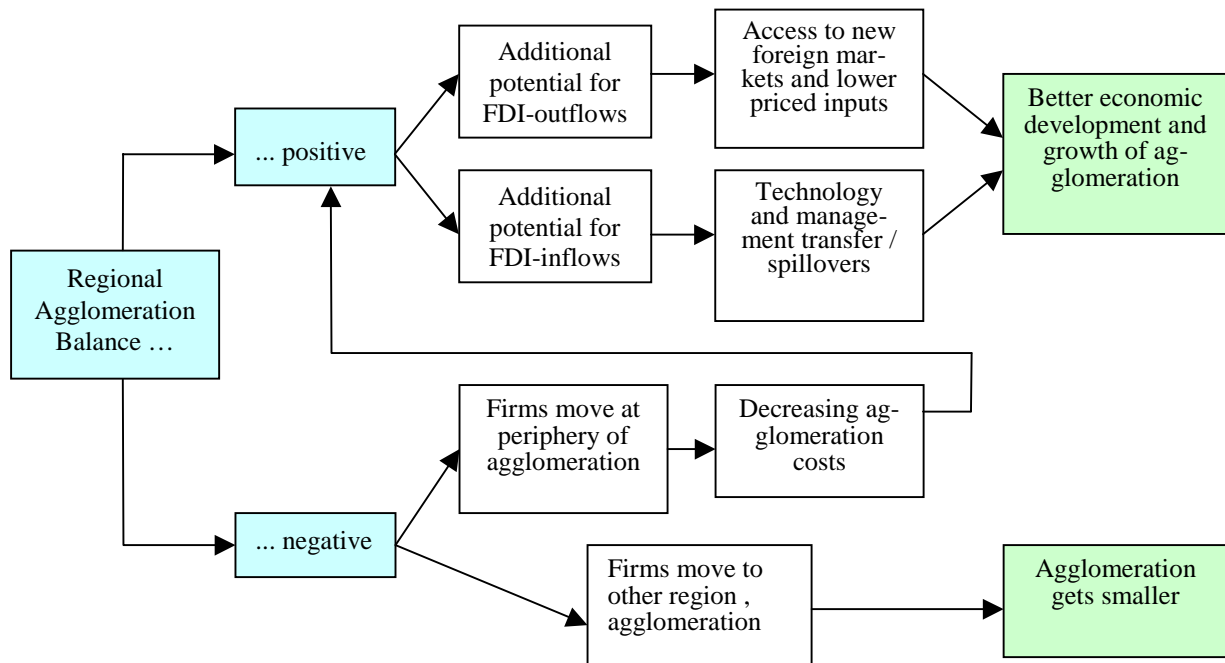 Additional
potential for
FDI-outflows
Access to new
foreign mar-
kets and lower
priced inputs
Better economic
development and
growth of ag-
glomeration
... positive
Additional
potential for
FDI-inflows
Technology
and manage-
ment transfer /
spillovers
Regional
Agglomeration
Balance …
Firms move at
periphery of
agglomeration
Decreasing ag-
glomeration
costs
... negative
Firms move to
other region ,
agglomeration
Agglomeration
gets smaller